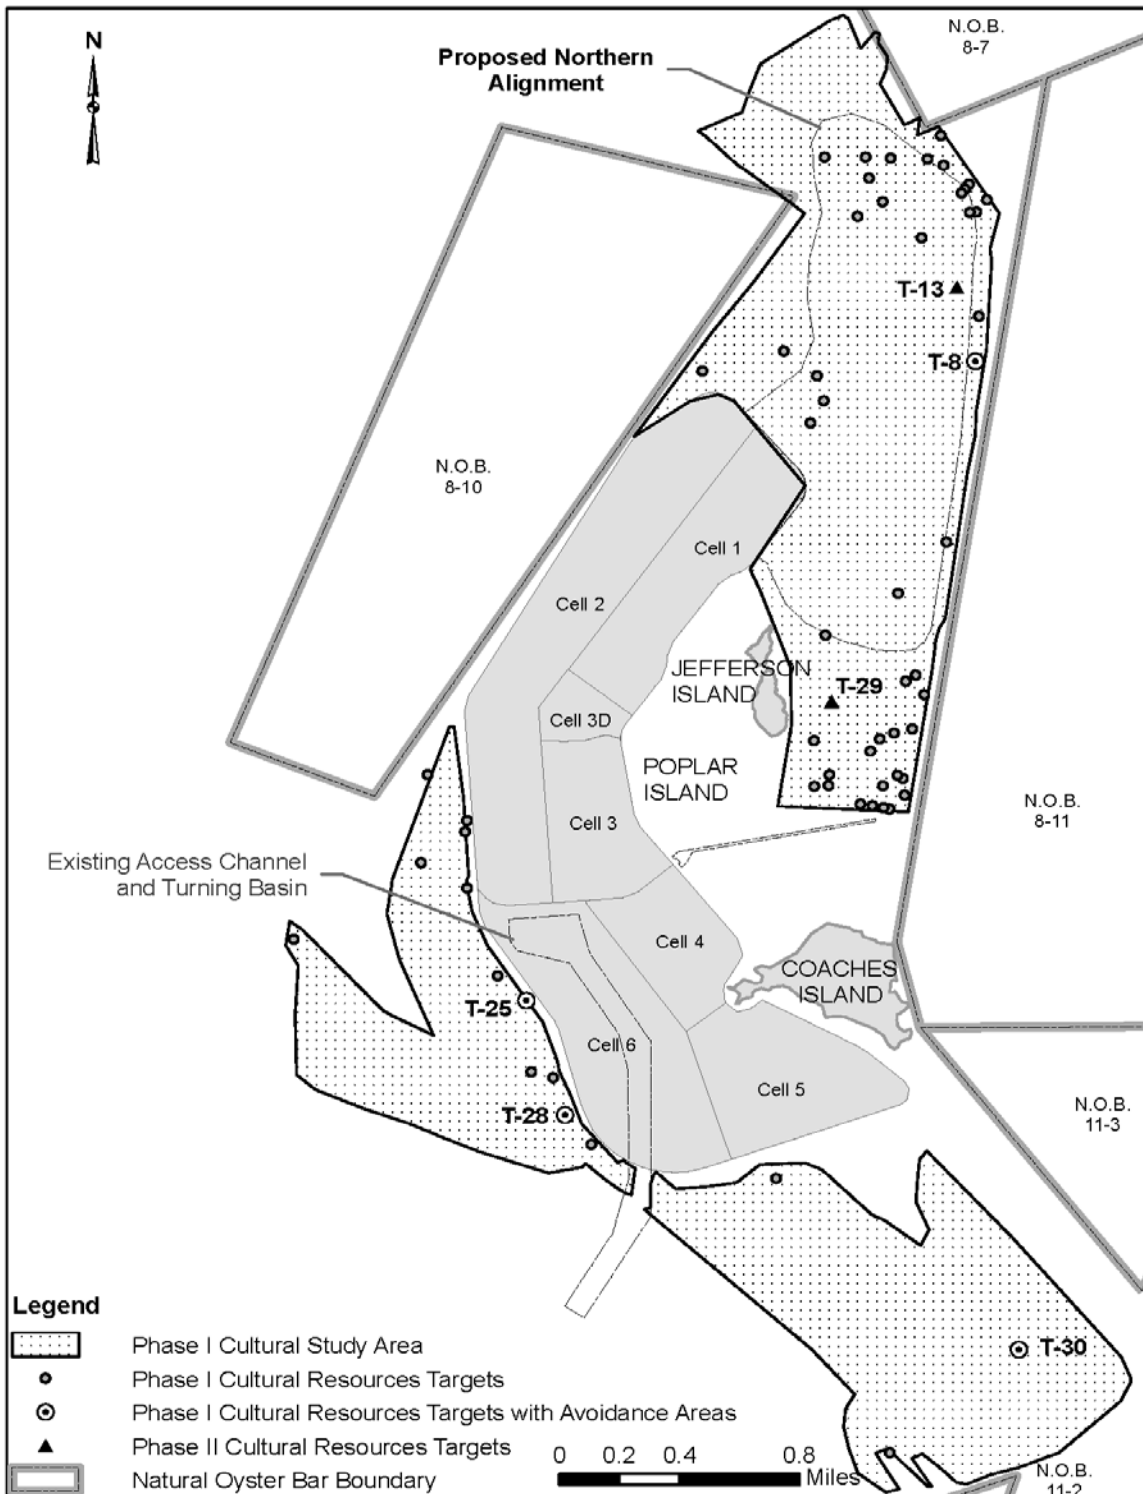 N
N.O.B.
8-7
Proposed Northern
Alignment
T-13
T-8
N.O.B.
8-10
Cell 1
Cell 2
JEFFERSON
ISLAND
T-29
Cell 3D
POPLAR
ISLAND
N.O.B.
8-11
Cell 3
Existing Access Channel
and Turning Basin
Cell 4
COACHES
ISLAND
T-25
Cell 6
Cell 5
T-28
N.O.B.
11-3
T-30
Legend
Phase I Cultural Study Area
Phase I Cultural Resources Targets
Phase I Cultural Resources Targets with Avoidance Areas
Phase II Cultural Resources Targets
Natural Oyster Bar Boundary
0 0.2 0.4 0.8
Miles
N.O.B.
11-2